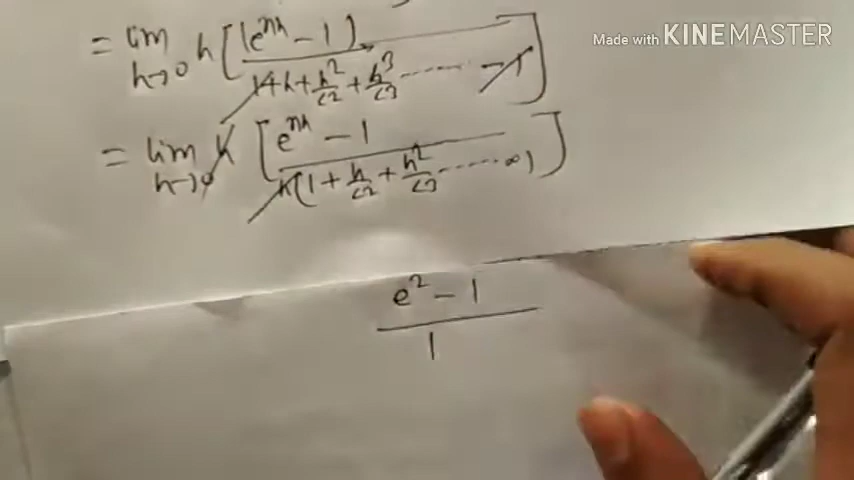 Made with KINEMASTER
= lim h→0 h [ 1(e^nh - 1) / 1 + h + h²/∠2 + h³/∠3 ------ - 1 ]
= lim h→0 h [ e^nh - 1 / h(1 + h/∠2 + h²/∠3 ------ ∞) ]
e² - 1
1